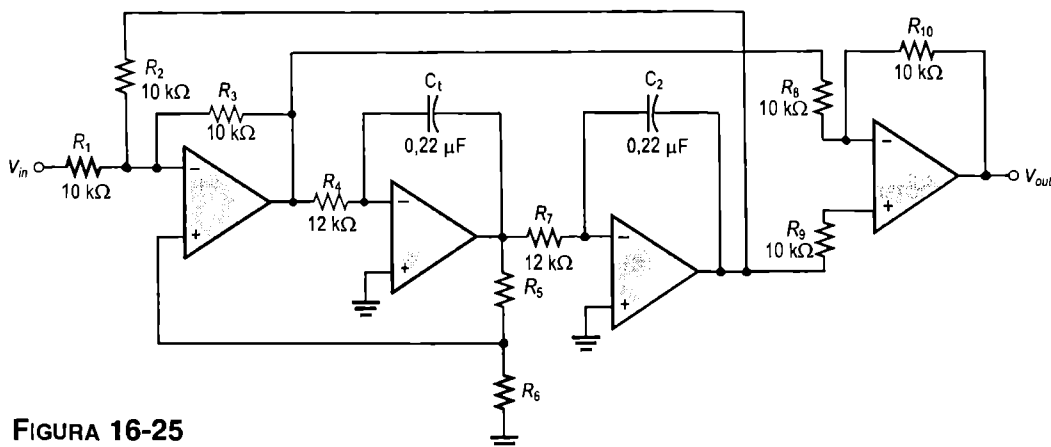 R2
10 kΩ
R3
10 kΩ
R1
Vin
10 kΩ
−
+
R4
12 kΩ
Ct
0,22 µF
−
+
R5
R6
R7
12 kΩ
C2
0,22 µF
−
+
R8
10 kΩ
R9
10 kΩ
R10
10 kΩ
−
+
Vout
FIGURA 16-25